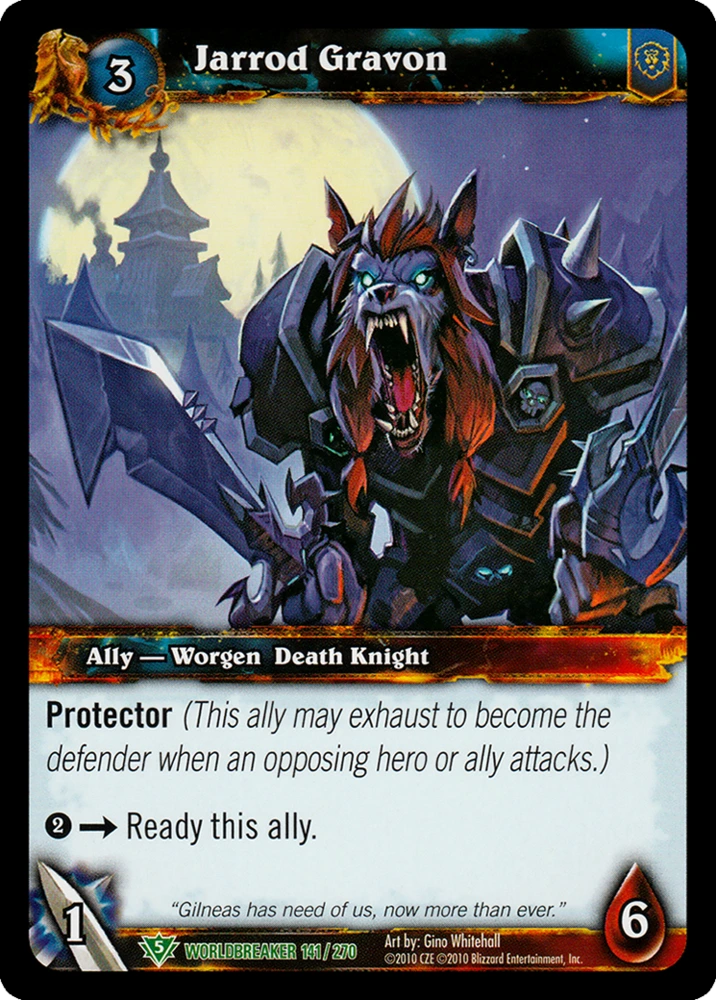 3
Jarrod Gravon
Ally — Worgen Death Knight
Protector (This ally may exhaust to become the
defender when an opposing hero or ally attacks.)
2 → Ready this ally.
"Gilneas has need of us, now more than ever."
1
5
WORLDBREAKER 141/270
Art by: Gino Whitehall
©2010 CZE ©2010 Blizzard Entertainment, Inc.
6